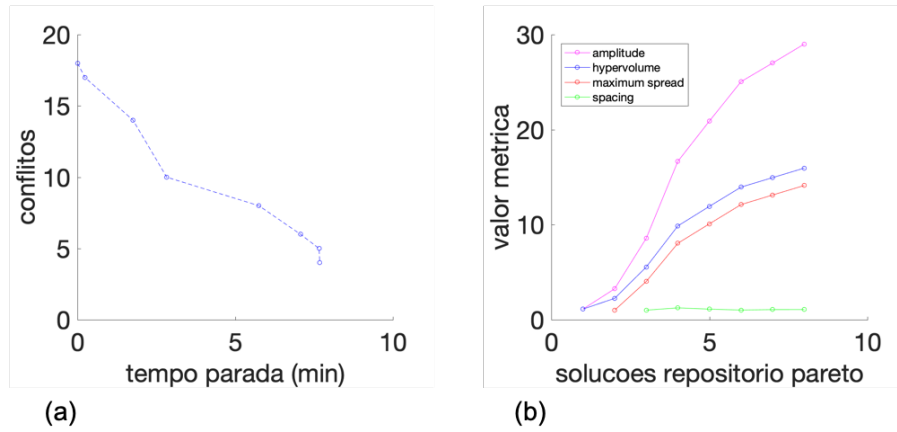 20
15
10
5
0
conflitos
0
5
10
tempo parada (min)
(a)
30
20
10
0
valor metrica
amplitude
hypervolume
maximum spread
spacing
0
5
10
solucoes repositorio pareto
(b)